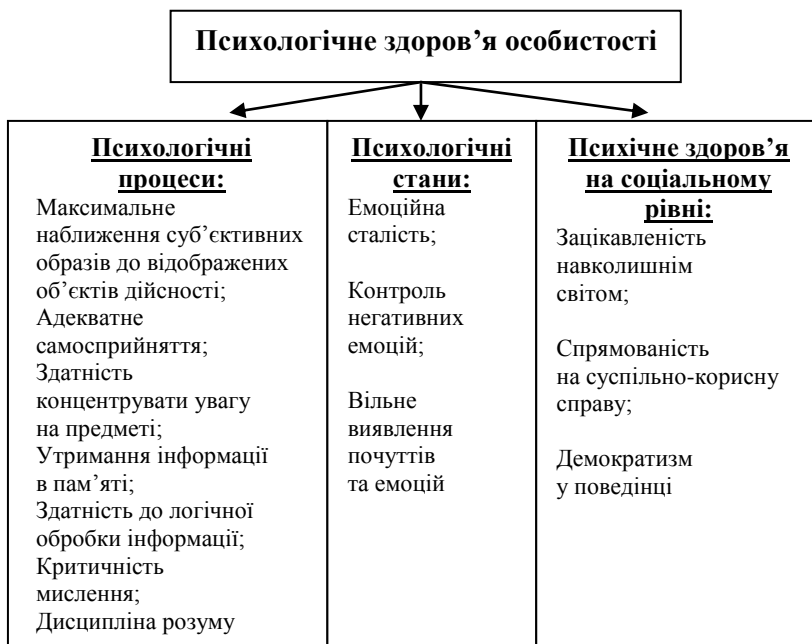 Психологічне здоров’я особистості
Психологічні
процеси:
Максимальне
наближення суб’єктивних
образів до відображених
об’єктів дійсності;
Адекватне
самосприйняття;
Здатність
концентрувати увагу
на предметі;
Утримання інформації
в пам’яті;
Здатність до логічної
обробки інформації;
Критичність
мислення;
Дисципліна розуму
Психологічні
стани:
Емоційна
сталість;
Контроль
негативних
емоцій;
Вільне
виявлення
почуттів
та емоцій
Психічне здоров’я
на соціальному
рівні:
Зацікавленість
навколишнім
світом;
Спрямованість
на суспільно-корисну
справу;
Демократизм
у поведінці